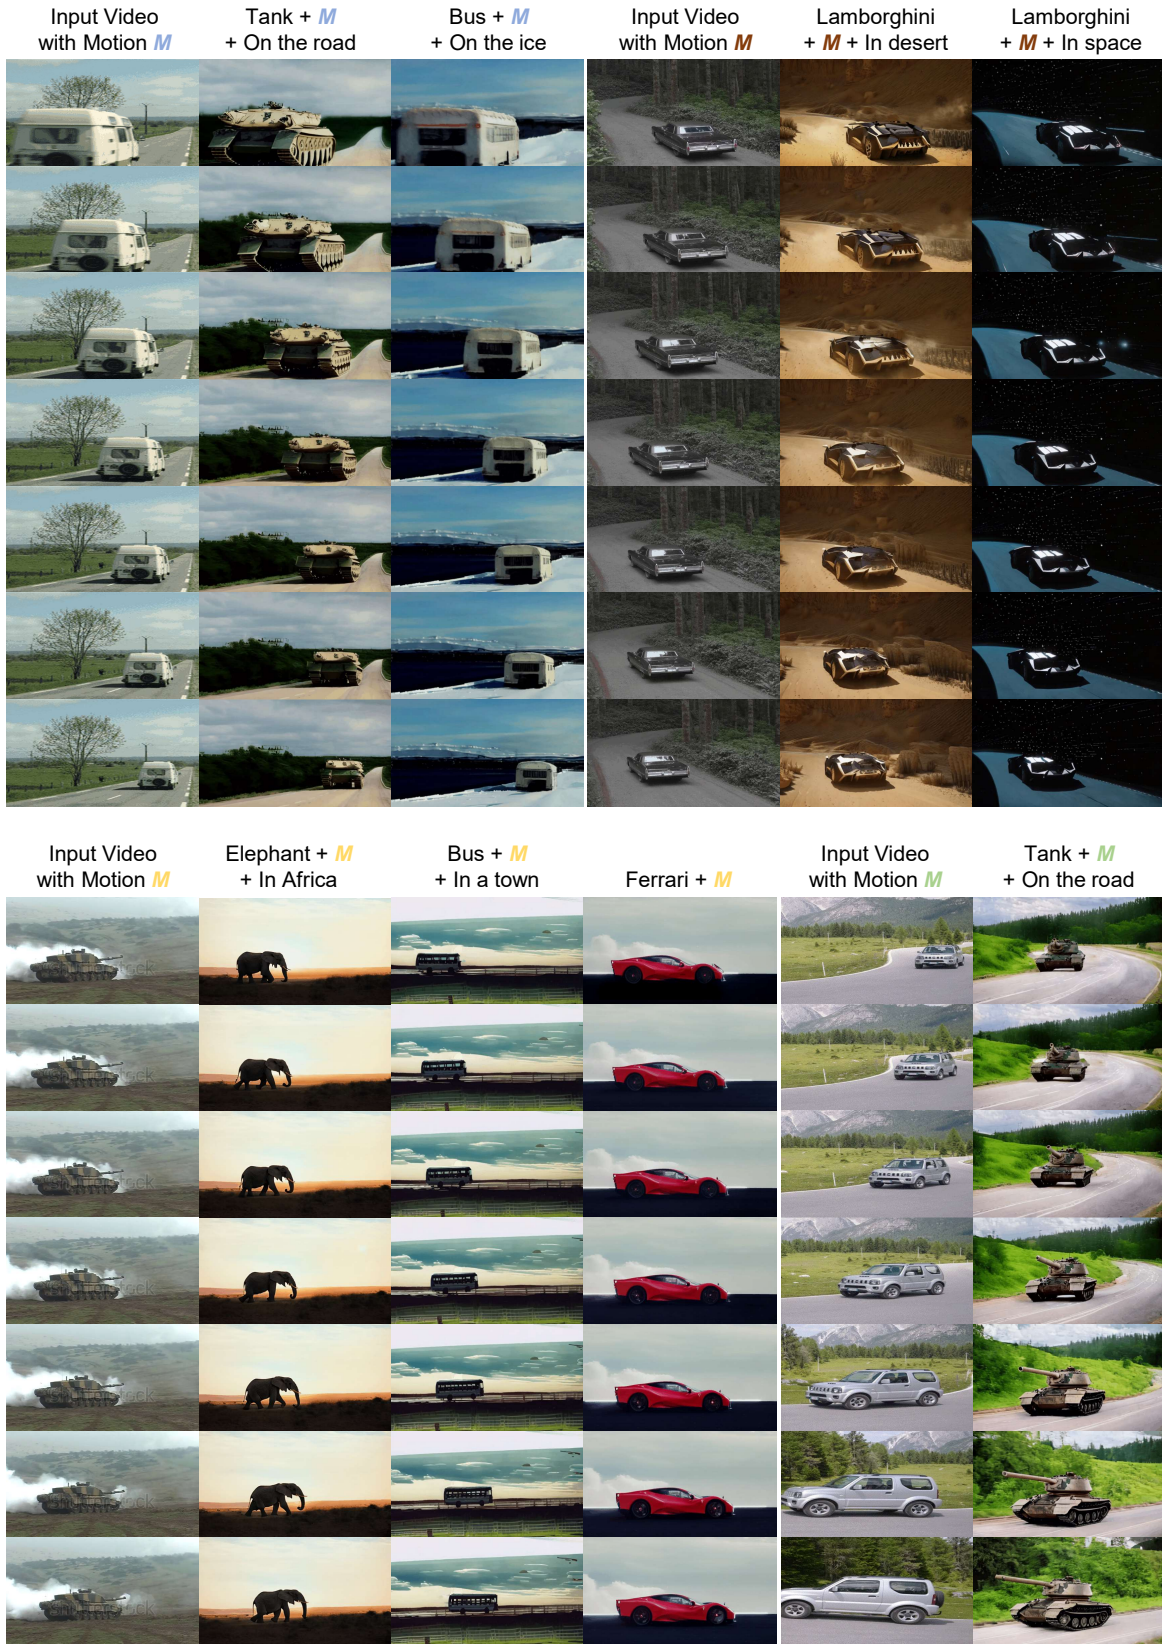 Input Video
with Motion M
Tank + M
+ On the road
Bus + M
+ On the ice
Input Video
with Motion M
Lamborghini
+ M + In desert
Lamborghini
+ M + In space
Input Video
with Motion M
Elephant + M
+ In Africa
Bus + M
+ In a town
Ferrari + M
Input Video
with Motion M
Tank + M
+ On the road